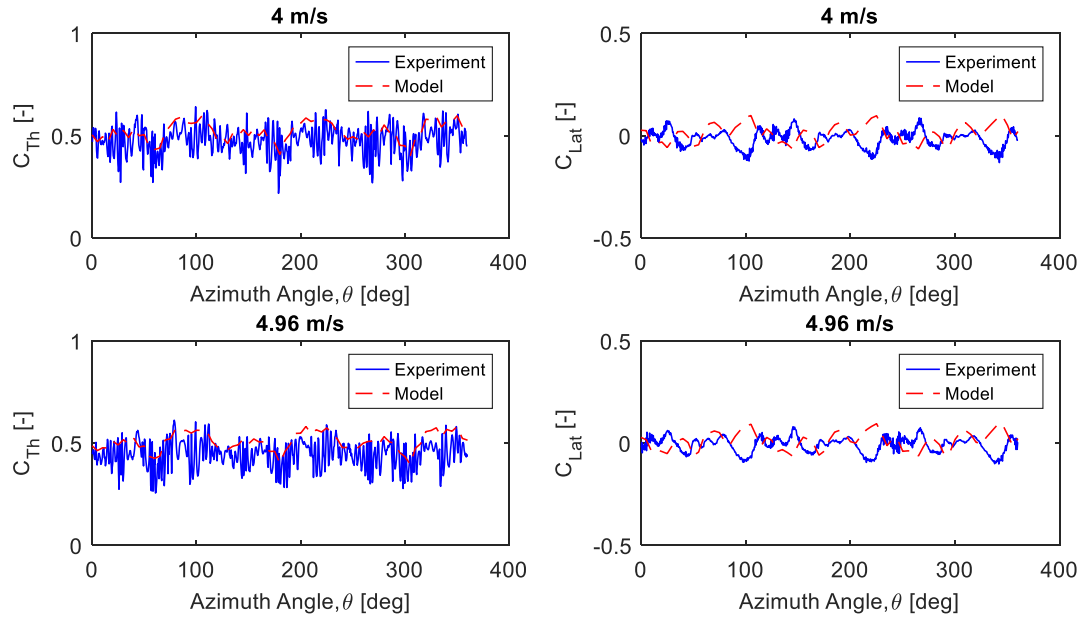 4 m/s
1
0.5
0
C_Th [-]
Experiment
Model
0 100 200 300 400
Azimuth Angle, θ [deg]
4 m/s
0.5
0
-0.5
C_Lat [-]
Experiment
Model
0 100 200 300 400
Azimuth Angle, θ [deg]
4.96 m/s
1
0.5
0
C_Th [-]
Experiment
Model
0 100 200 300 400
Azimuth Angle, θ [deg]
4.96 m/s
0.5
0
-0.5
C_Lat [-]
Experiment
Model
0 100 200 300 400
Azimuth Angle, θ [deg]